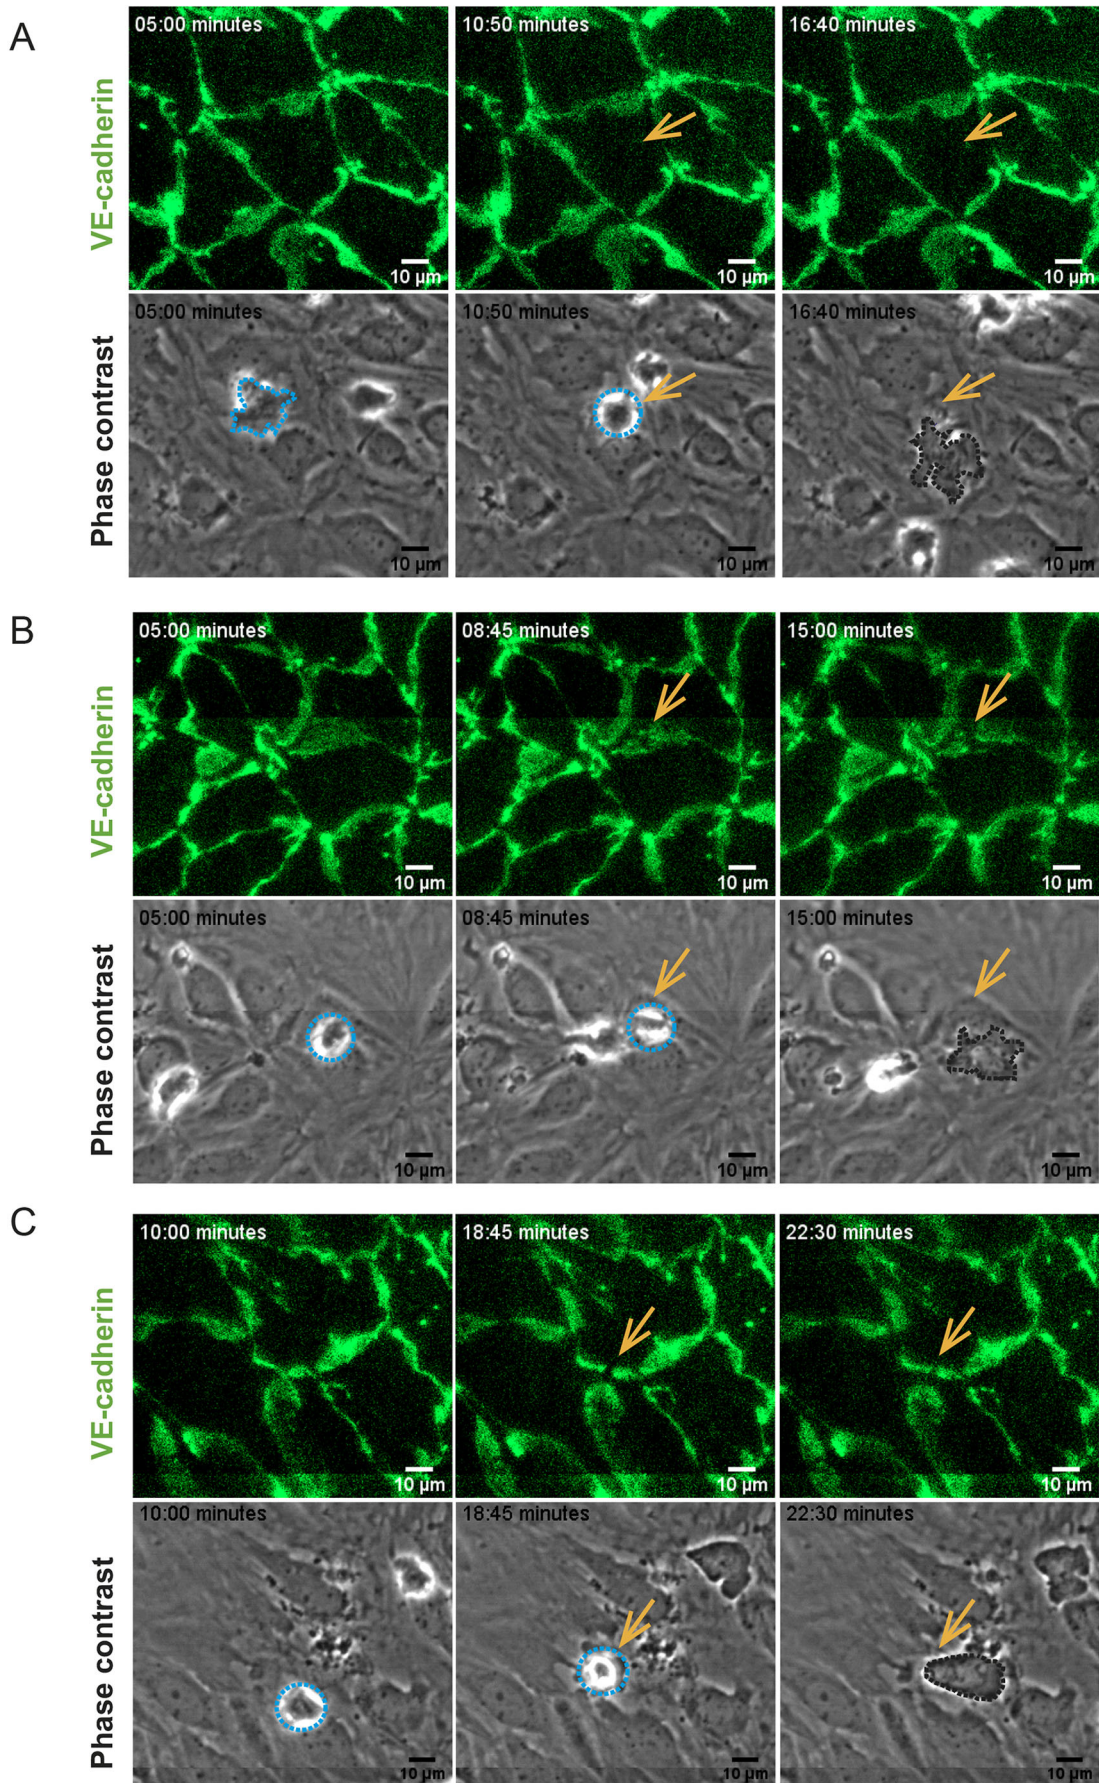 A
VE-cadherin
05:00 minutes
10 µm
10:50 minutes
10 µm
16:40 minutes
10 µm
Phase contrast
05:00 minutes
10 µm
10:50 minutes
10 µm
16:40 minutes
10 µm
B
VE-cadherin
05:00 minutes
10 µm
08:45 minutes
10 µm
15:00 minutes
10 µm
Phase contrast
05:00 minutes
10 µm
08:45 minutes
10 µm
15:00 minutes
10 µm
C
VE-cadherin
10:00 minutes
10 µm
18:45 minutes
10 µm
22:30 minutes
10 µm
Phase contrast
10:00 minutes
10 µm
18:45 minutes
10 µm
22:30 minutes
10 µm